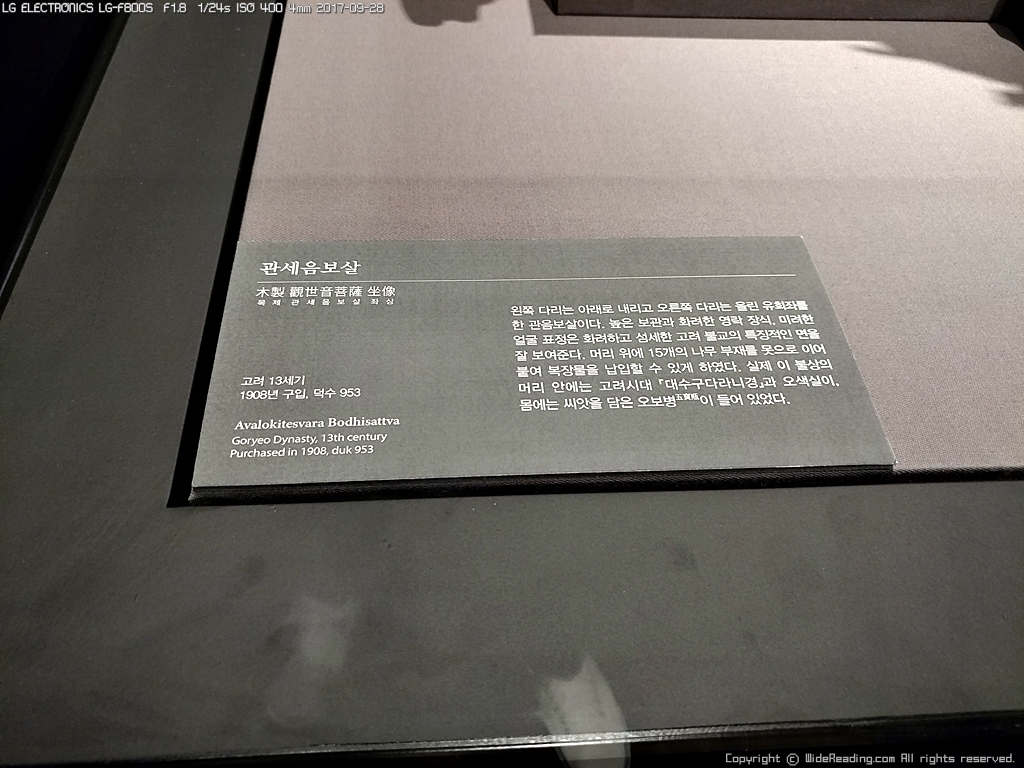 LG ELECTRONICS LG-F800S F1.8 1/24s ISO 400 4mm 2017-09-28
관세음보살
木製 觀世音菩薩 坐像
목 제 관 세 음 보 살 좌 상
고려 13세기
1908년 구입, 덕수 953
Avalokitesvara Bodhisattva
Goryeo Dynasty, 13th century
Purchased in 1908, duk 953
왼쪽 다리는 아래로 내리고 오른쪽 다리는 올린 유희좌를
한 관음보살이다. 높은 보관과 화려한 영락 장식, 미려한
얼굴 표정은 화려하고 섬세한 고려 불교의 특징적인 면을
잘 보여준다. 머리 위에 15개의 나무 부재를 못으로 이어
붙여 복장물을 납입할 수 있게 하였다. 실제 이 불상의
머리 안에는 고려시대 『대수구다라니경』과 오색실이,
몸에는 씨앗을 담은 오보병五寶甁이 들어 있었다.
Copyright © WideReading.com All rights reserved.